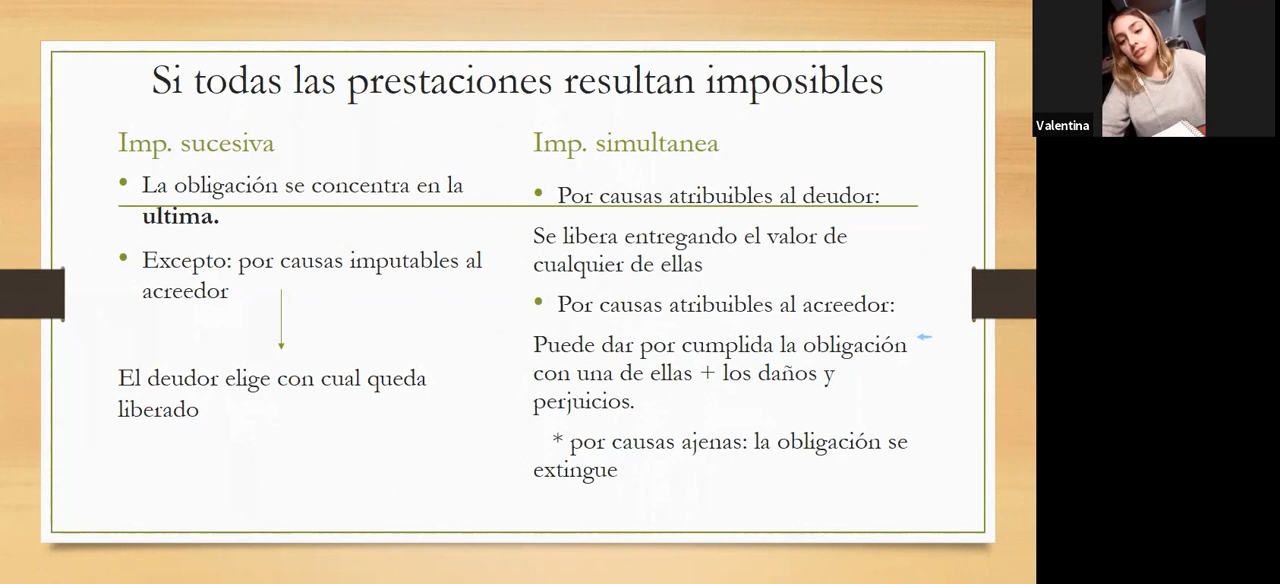 Si todas las prestaciones resultan imposibles
Imp. sucesiva
• La obligación se concentra en la
ultima.
• Excepto: por causas imputables al
acreedor
El deudor elige con cual queda
liberado
Imp. simultanea
• Por causas atribuibles al deudor:
Se libera entregando el valor de
cualquier de ellas
• Por causas atribuibles al acreedor:
Puede dar por cumplida la obligación
con una de ellas + los daños y
perjuicios.
* por causas ajenas: la obligación se
extingue
Valentina